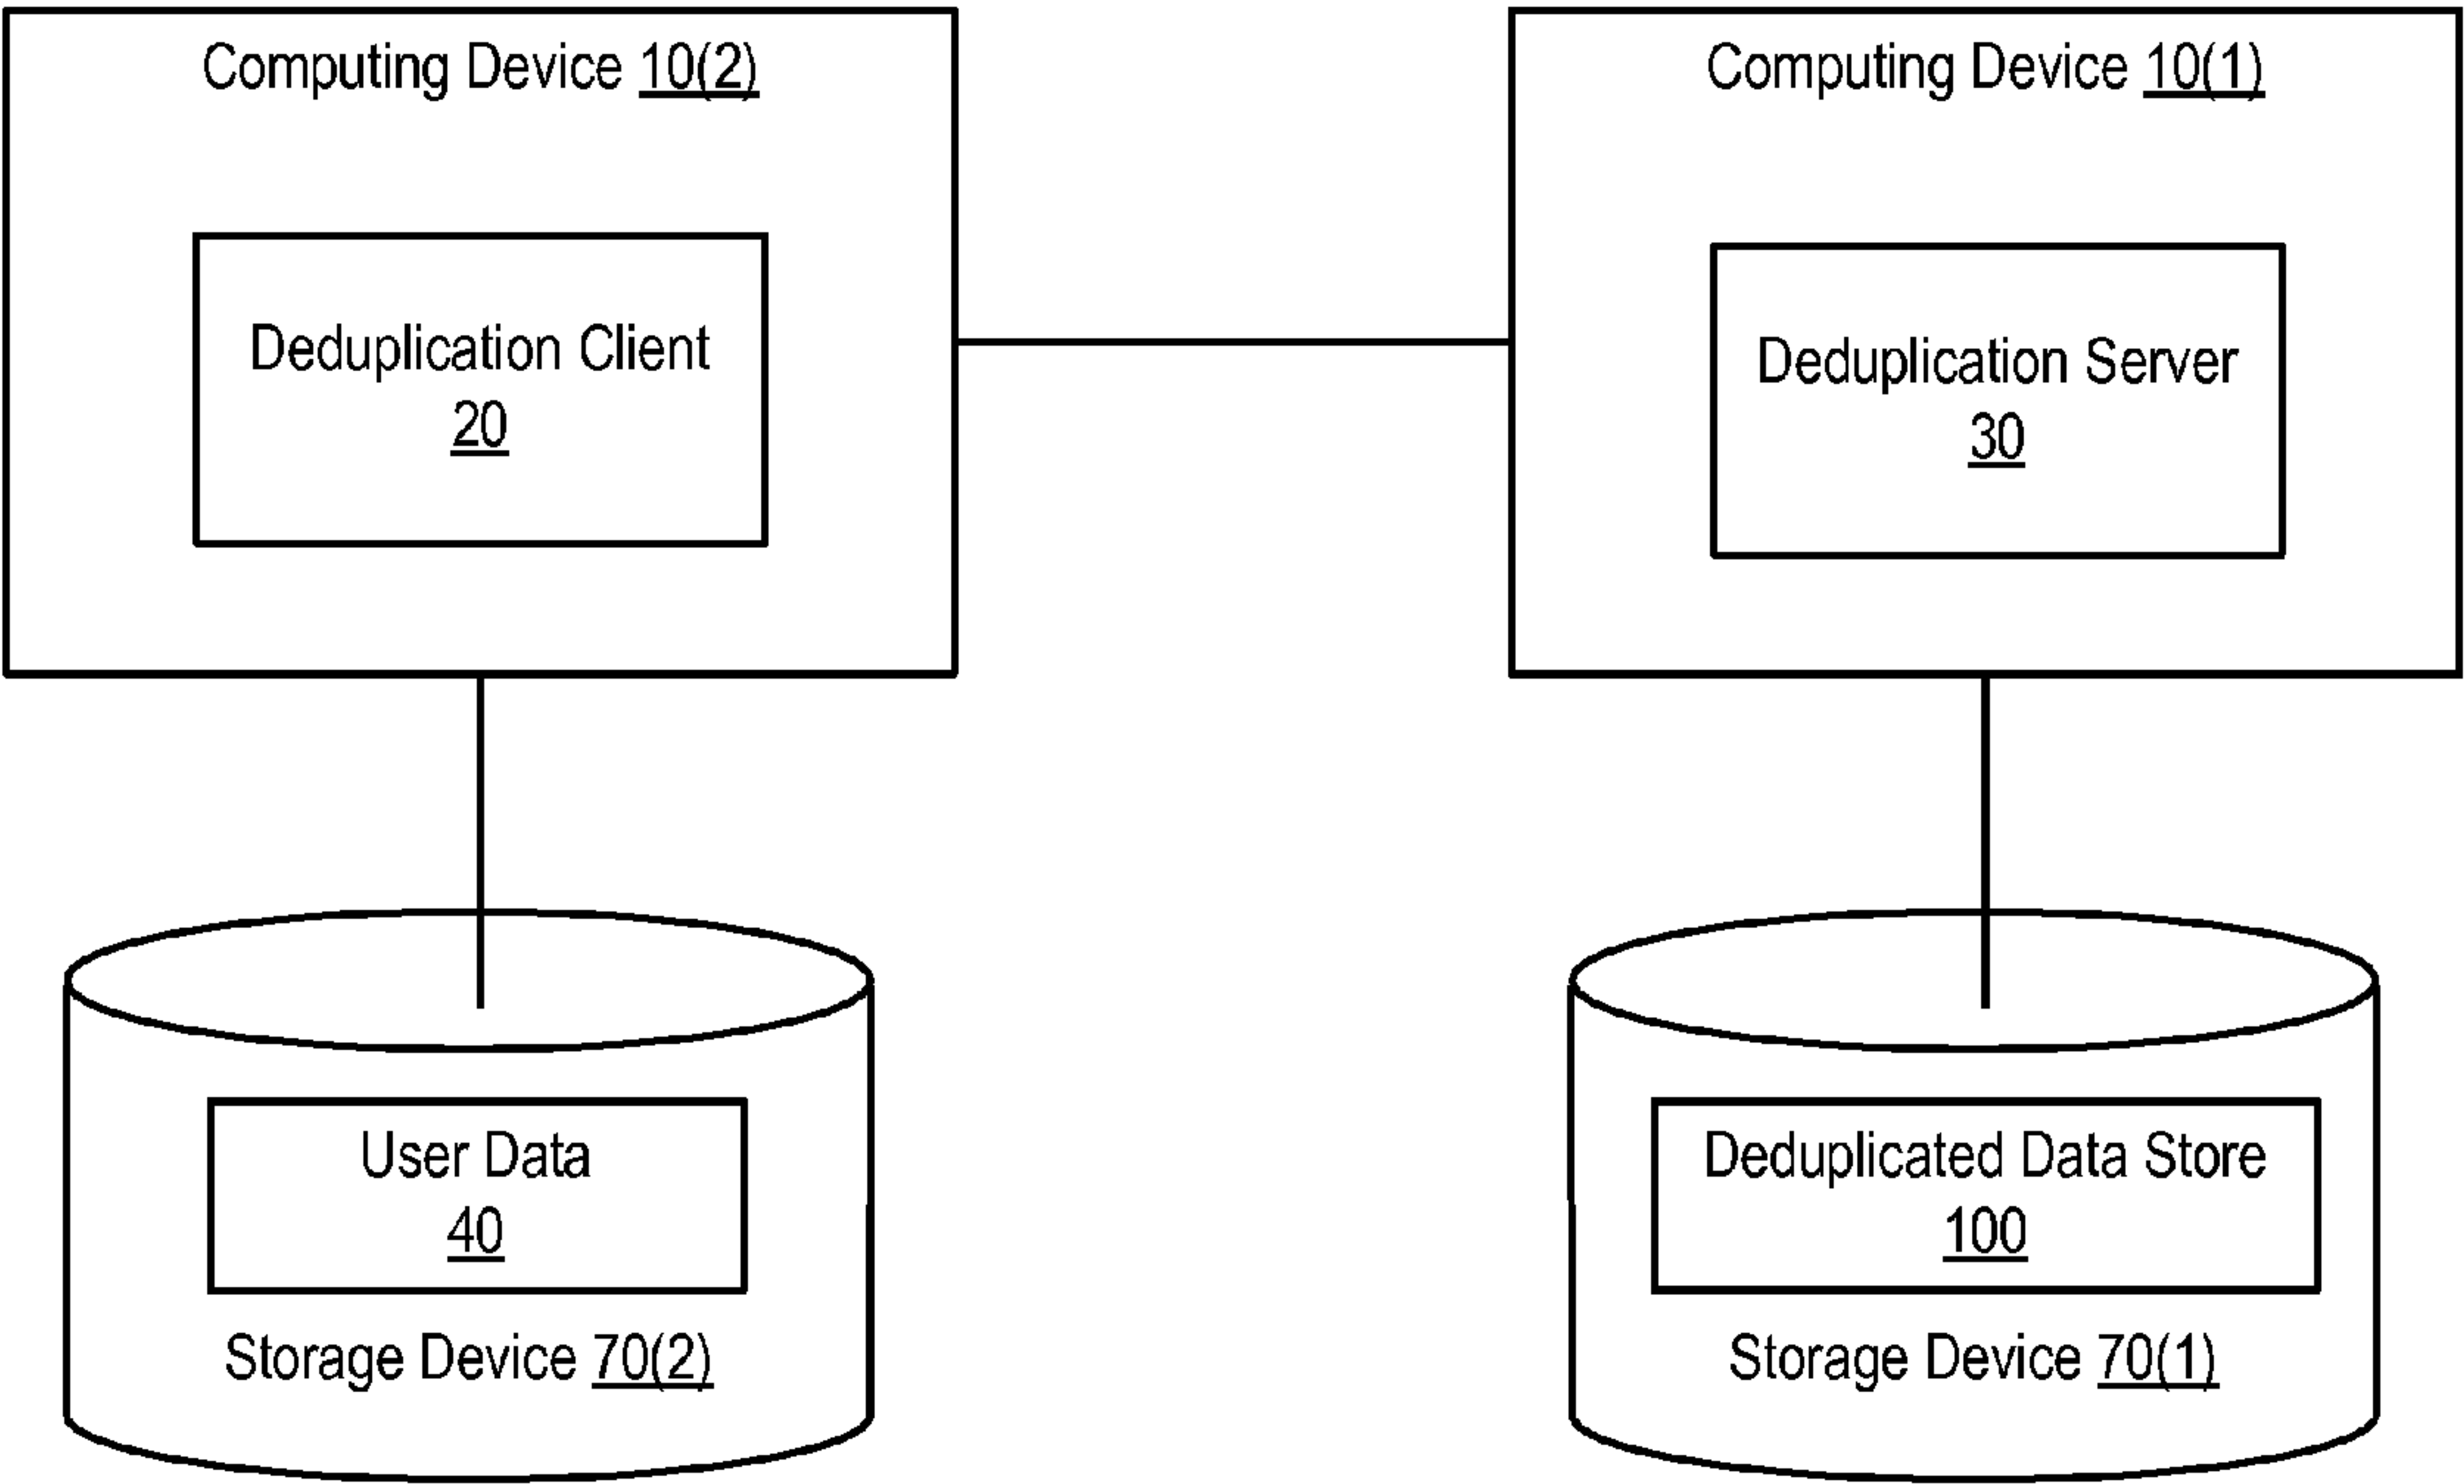 Computing Device 10(2)
Deduplication Client
20
Computing Device 10(1)
Deduplication Server
30
User Data
40
Storage Device 70(2)
Deduplicated Data Store
100
Storage Device 70(1)